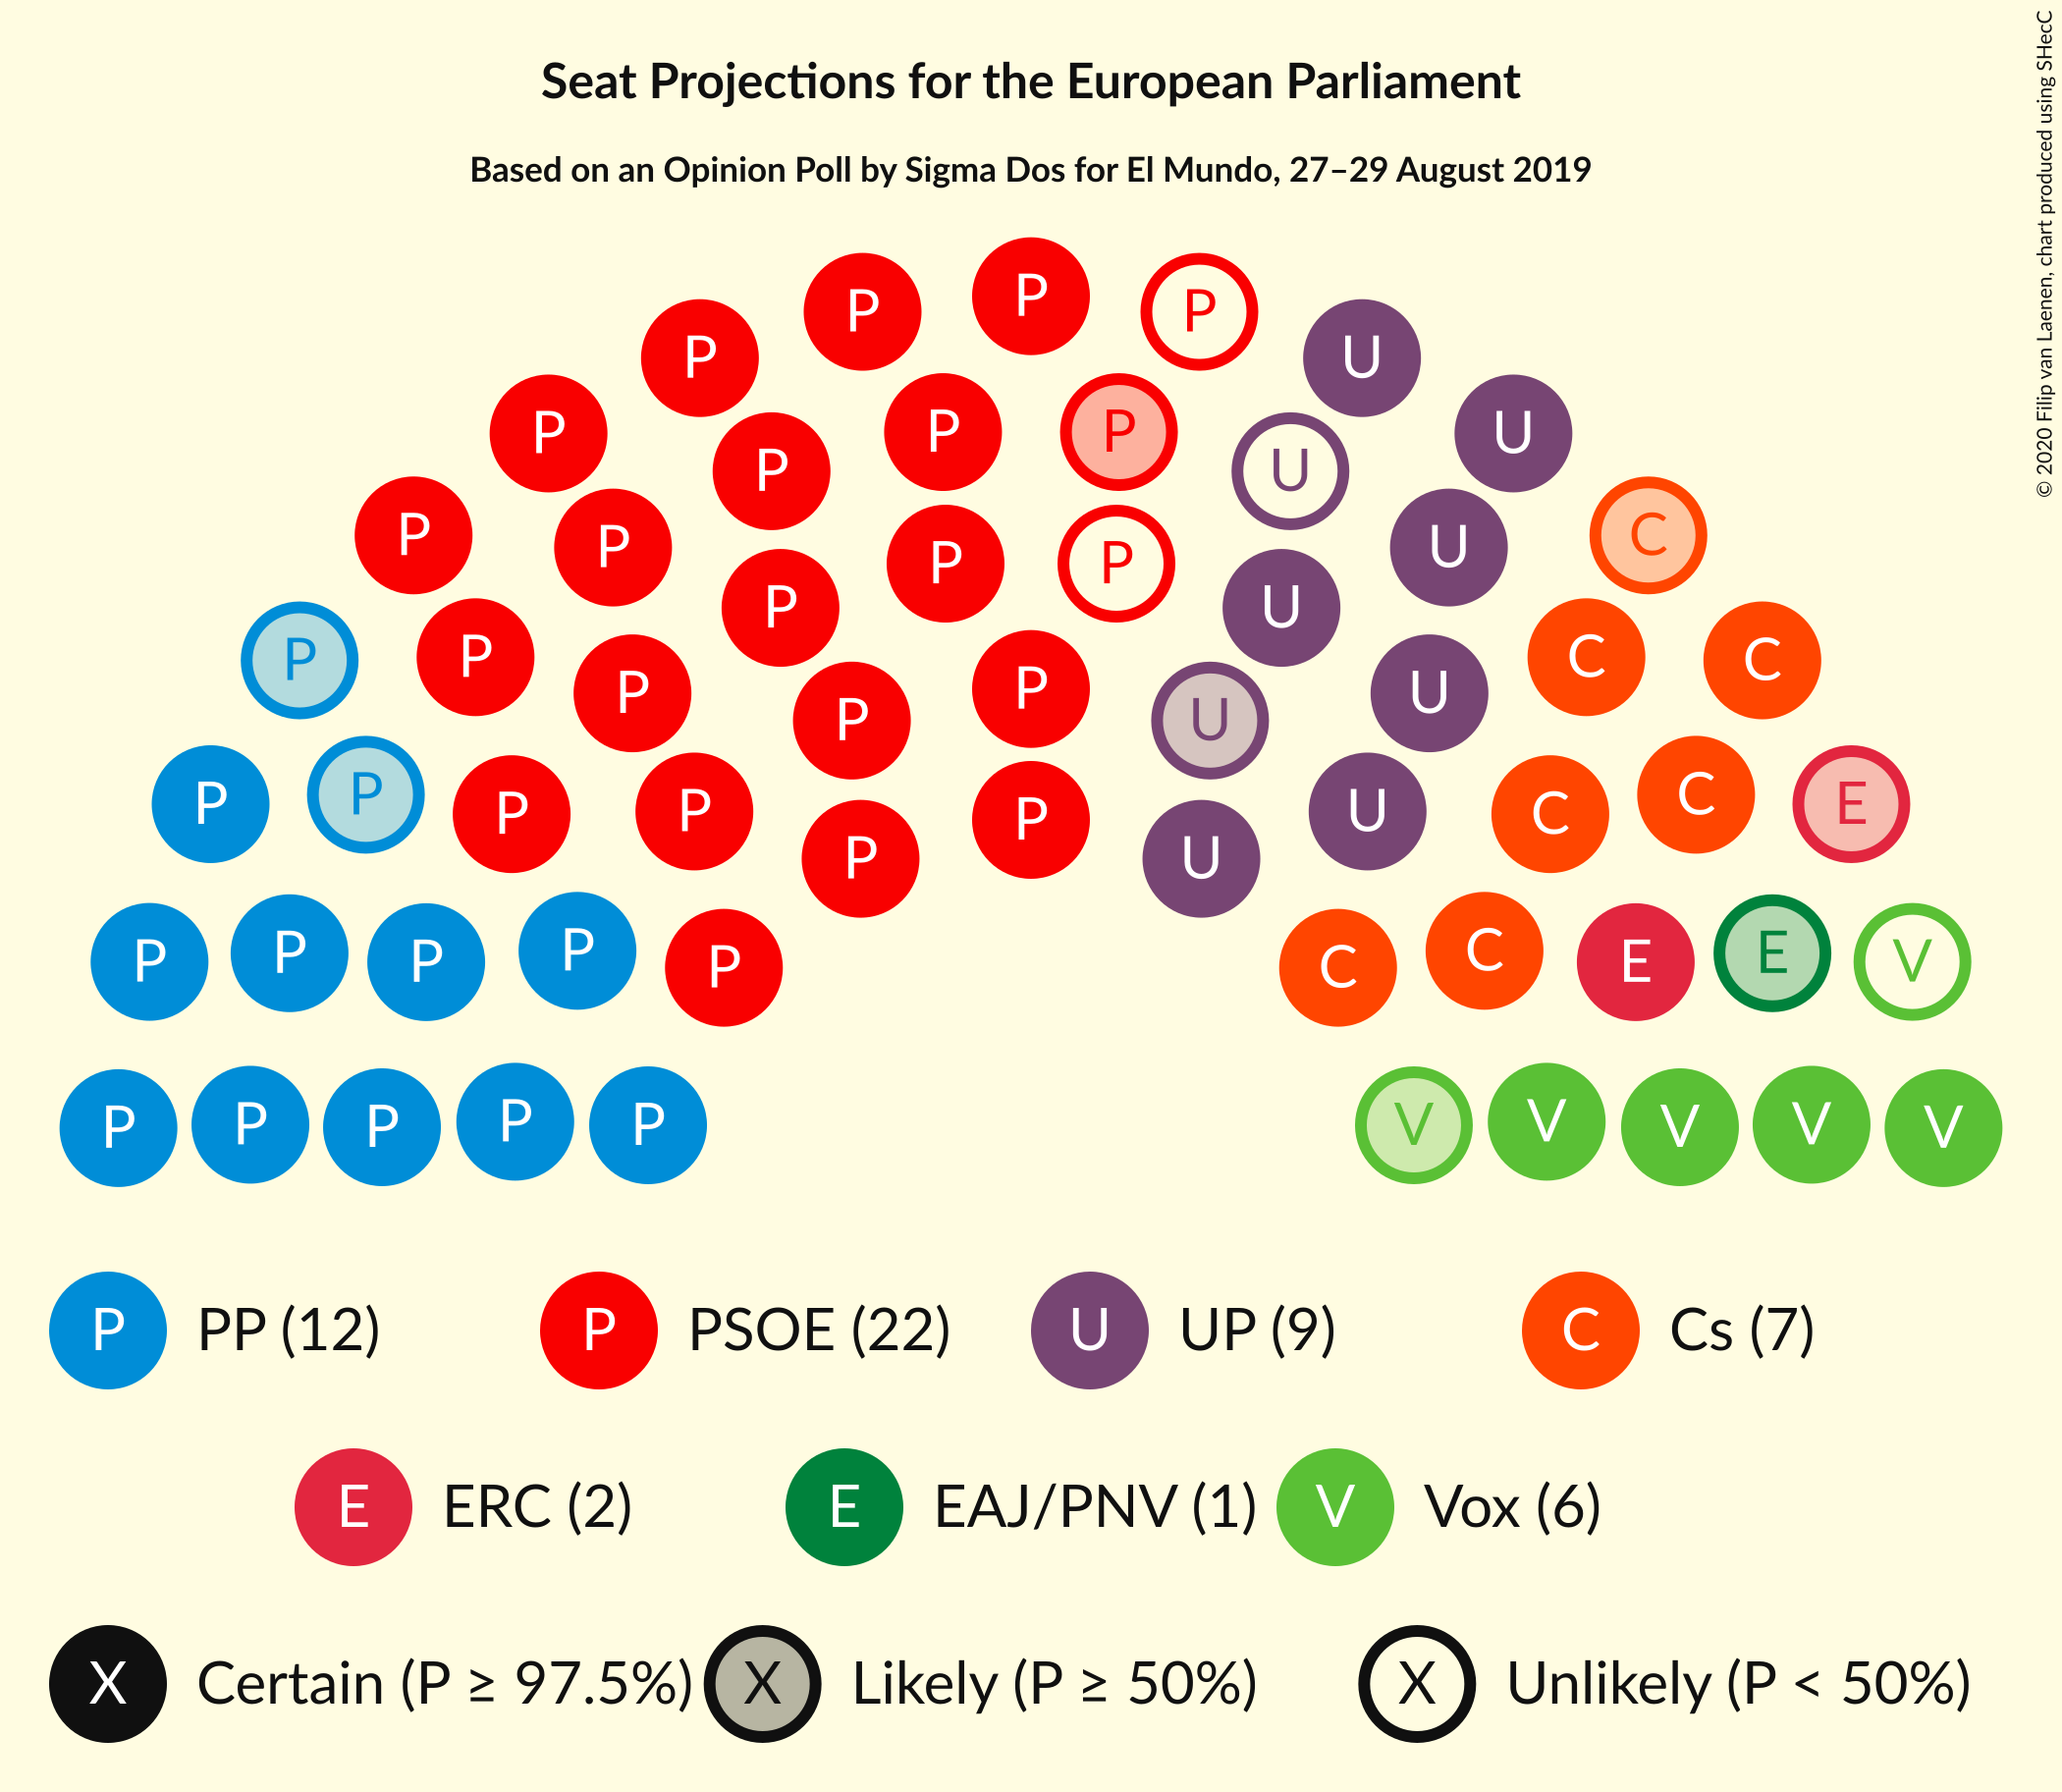 Seat Projections for the European Parliament
Based on an Opinion Poll by Sigma Dos for El Mundo, 27–29 August 2019
© 2020 Filip van Laenen, chart produced using SHecC
P
P P
P U
P P P U
P U
P U
P C
P P U
P U
P P C C
P P U
P P U
P P C C E
P P U
P P P P P C C E E V
P P P P P V V V V V
P PP (12) P PSOE (22) U UP (9) C Cs (7)
E ERC (2) E EAJ/PNV (1) V Vox (6)
X Certain (P ≥ 97.5%) X Likely (P ≥ 50%) X Unlikely (P < 50%)